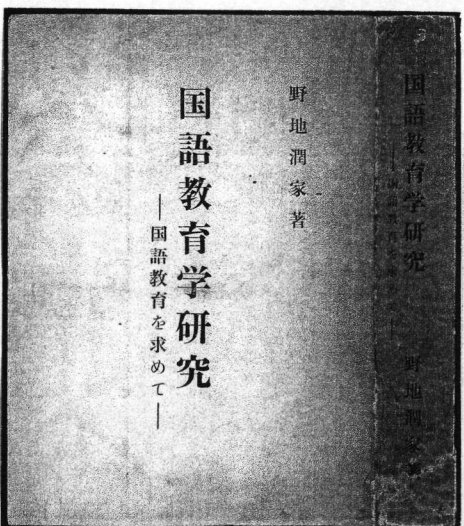 国語教育学研究
野地潤家著
野地潤家著
国語教育学研究
——国語教育を求めて——